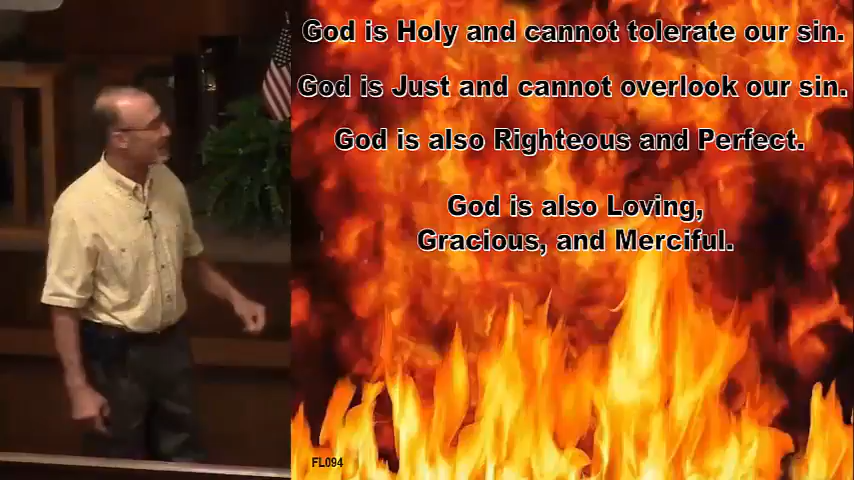 God is Holy and cannot tolerate our sin.
God is Just and cannot overlook our sin.
God is also Righteous and Perfect.
God is also Loving,
Gracious, and Merciful.
FL094